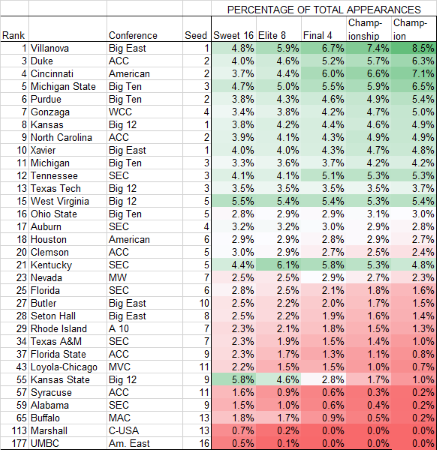 PERCENTAGE OF TOTAL APPEARANCES
Champ- Champ-
Rank Conference Seed Sweet 16 Elite 8 Final 4 ionship ion
1 Villanova Big East 1 4.8% 5.9% 6.7% 7.4% 8.5%
3 Duke ACC 2 4.0% 4.6% 5.2% 5.7% 6.3%
4 Cincinnati American 2 3.7% 4.4% 6.0% 6.6% 7.1%
5 Michigan State Big Ten 3 4.7% 5.0% 5.5% 5.9% 6.5%
6 Purdue Big Ten 2 3.8% 4.3% 4.6% 4.9% 5.4%
7 Gonzaga WCC 4 3.4% 3.8% 4.2% 4.7% 5.0%
8 Kansas Big 12 1 3.8% 4.2% 4.4% 4.6% 4.9%
9 North Carolina ACC 2 3.9% 4.1% 4.3% 4.9% 4.9%
10 Xavier Big East 1 4.0% 4.0% 4.3% 4.7% 4.8%
11 Michigan Big Ten 3 3.3% 3.6% 3.7% 4.2% 4.2%
12 Tennessee SEC 3 4.1% 4.1% 5.1% 5.3% 5.3%
13 Texas Tech Big 12 3 3.5% 3.5% 3.5% 3.5% 3.7%
15 West Virginia Big 12 5 5.5% 5.4% 5.4% 5.3% 5.4%
16 Ohio State Big Ten 5 2.8% 2.9% 2.9% 3.1% 3.0%
17 Auburn SEC 4 3.2% 3.2% 3.0% 2.9% 2.8%
18 Houston American 6 2.9% 2.9% 2.8% 2.9% 2.7%
20 Clemson ACC 5 3.0% 2.9% 2.7% 2.5% 2.4%
21 Kentucky SEC 5 4.4% 6.1% 5.8% 5.3% 4.8%
23 Nevada MW 7 2.5% 2.5% 2.9% 2.7% 2.3%
25 Florida SEC 6 2.8% 2.5% 2.1% 1.8% 1.6%
27 Butler Big East 10 2.5% 2.2% 2.0% 1.7% 1.5%
28 Seton Hall Big East 8 2.5% 2.2% 1.9% 1.6% 1.4%
29 Rhode Island A 10 7 2.3% 2.1% 1.8% 1.5% 1.3%
34 Texas A&M SEC 7 2.3% 1.9% 1.5% 1.4% 1.0%
37 Florida State ACC 9 2.3% 1.7% 1.3% 1.1% 0.8%
43 Loyola-Chicago MVC 11 2.2% 1.5% 1.5% 1.1% 0.7%
55 Kansas State Big 12 9 5.8% 4.6% 2.8% 1.7% 1.0%
57 Syracuse ACC 11 1.6% 0.9% 0.6% 0.3% 0.2%
59 Alabama SEC 9 1.5% 1.0% 0.6% 0.4% 0.2%
65 Buffalo MAC 13 1.8% 1.7% 0.9% 0.5% 0.2%
113 Marshall C-USA 13 0.7% 0.2% 0.0% 0.0% 0.0%
177 UMBC Am. East 16 0.5% 0.1% 0.0% 0.0% 0.0%